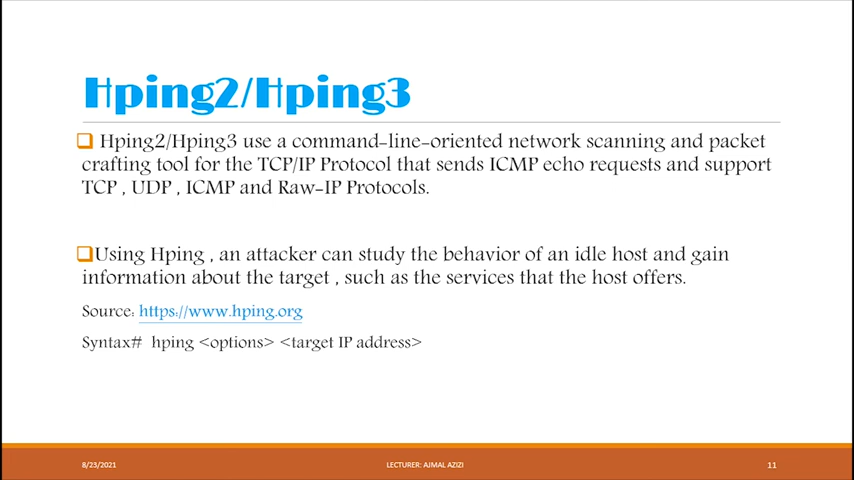 Hping2/Hping3
Hping2/Hping3 use a command-line-oriented network scanning and packet
crafting tool for the TCP/IP Protocol that sends ICMP echo requests and support
TCP , UDP , ICMP and Raw-IP Protocols.
Using Hping , an attacker can study the behavior of an idle host and gain
information about the target , such as the services that the host offers.
Source: https://www.hping.org
Syntax# hping <options> <target IP address>
8/23/2021
LECTURER: AJMAL AZIZI
11